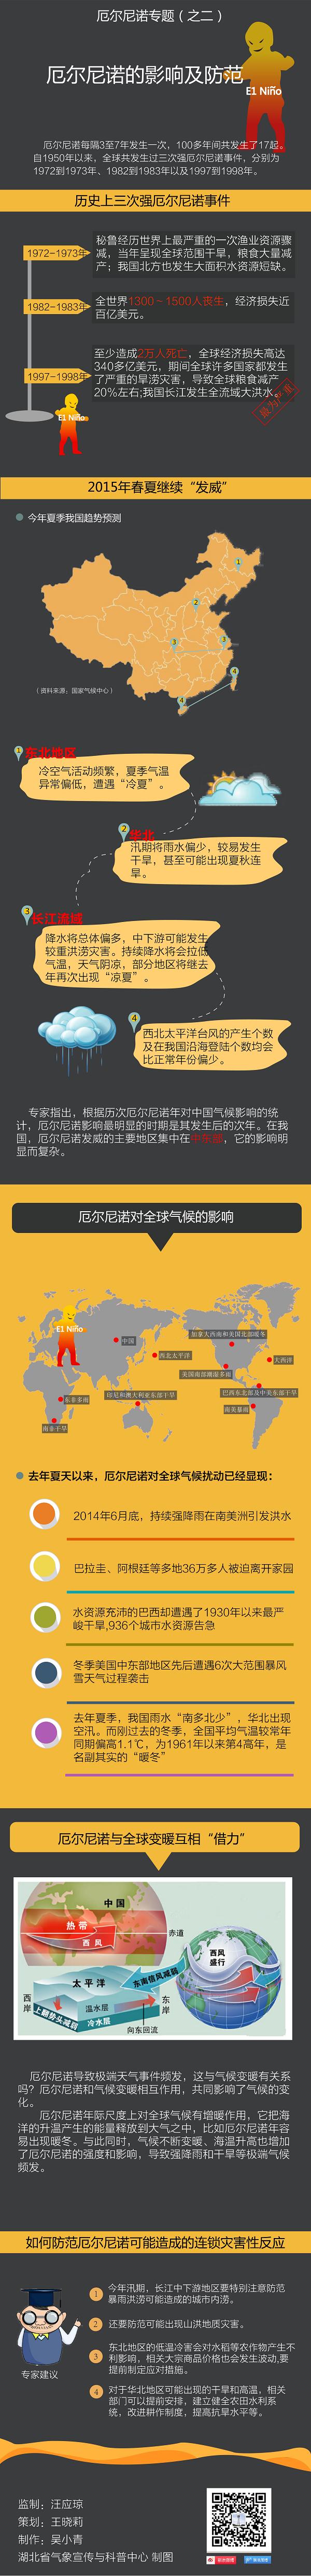 厄尔尼诺专题（之二）
厄尔尼诺的影响及防范
E1 Niño
厄尔尼诺每隔3至7年发生一次，100多年间共发生了17起。
自1950年以来，全球共发生过三次强厄尔尼诺事件，分别为
1972到1973年、1982到1983年以及1997到1998年。
历史上三次强厄尔尼诺事件
1972-1973年
秘鲁经历世界上最严重的一次渔业资源骤
减，当年呈现全球范围干旱，粮食大量减
产；我国北方也发生大面积水资源短缺。
1982-1983年
全世界1300～1500人丧生，经济损失近
百亿美元。
1997-1998年
至少造成2万人死亡，全球经济损失高达
340多亿美元，期间全球许多国家都发生
了严重的旱涝灾害，导致全球粮食减产
20%左右;我国长江发生全流域大洪水。
最为严重
E1 Niño
2015年春夏继续“发威”
今年夏季我国趋势预测
1
2
3
3
4
4
（资料来源：国家气候中心）
1
东北地区
冷空气活动频繁，夏季气温
异常偏低，遭遇“冷夏”。
2
华北
汛期将雨水偏少，较易发生
干旱，甚至可能出现夏秋连
旱。
3
长江流域
降水将总体偏多，中下游可能发生
较重洪涝灾害。持续降水将会拉低
气温，天气阴凉，部分地区将继去
年再次出现“凉夏”。
4
西北太平洋台风的产生个数
及在我国沿海登陆个数均会
比正常年份偏少。
专家指出，根据历次厄尔尼诺年对中国气候影响的统
计，厄尔尼诺影响最明显的时期是其发生后的次年。在我
国，厄尔尼诺发威的主要地区集中在中东部，它的影响明
显而复杂。
厄尔尼诺对全球气候的影响
E1 Niño
加拿大西南和美国北部暖冬
中国
西北太平洋
大西洋
美国南部潮湿多雨
东非多雨
印尼和澳大利亚东部干旱
巴西东北部及中美东部干旱
南美暴雨
南非干旱
去年夏天以来，厄尔尼诺对全球气候扰动已经显现：
2014年6月底，持续强降雨在南美洲引发洪水
巴拉圭、阿根廷等多地36万多人被迫离开家园
水资源充沛的巴西却遭遇了1930年以来最严
峻干旱,936个城市水资源告急
冬季美国中东部地区先后遭遇6次大范围暴风
雪天气过程袭击
去年夏季，我国雨水“南多北少”，华北出现
空汛。而刚过去的冬季，全国平均气温较常年
同期偏高1.1℃，为1961年以来第4高年，是
名副其实的“暖冬”
厄尔尼诺与全球变暖互相“借力”
中国
热带
西风
赤道
西风
盛行
太平洋
东南信风减弱
西岸
东岸
温水层
上翻势头减弱
冷水层
向东回流
厄尔尼诺导致极端天气事件频发，这与气候变暖有关系
吗？厄尔尼诺和气候变暖相互作用，共同影响了气候的变
化。
厄尔尼诺年际尺度上对全球气候有增暖作用，它把海
洋的升温产生的能量释放到大气之中，比如厄尔尼诺年容
易出现暖冬。与此同时，气候不断变暖、海温升高也增加
了厄尔尼诺的强度和影响，导致强降雨和干旱等极端气候
频发。
如何防范厄尔尼诺可能造成的连锁灾害性反应
专家建议
1
今年汛期，长江中下游地区要特别注意防范
暴雨洪涝可能造成的城市内涝。
2
还要防范可能出现山洪地质灾害。
3
东北地区的低温冷害会对水稻等农作物产生不
利影响，相关大宗商品价格也会发生波动,要
提前制定应对措施。
4
对于华北地区可能出现的干旱和高温，相关
部门可以提前安排，建立健全农田水利系
统，改进耕作制度，提高抗旱水平等。
监制：汪应琼
策划：王晓莉
制作：吴小青
湖北省气象宣传与科普中心 制图